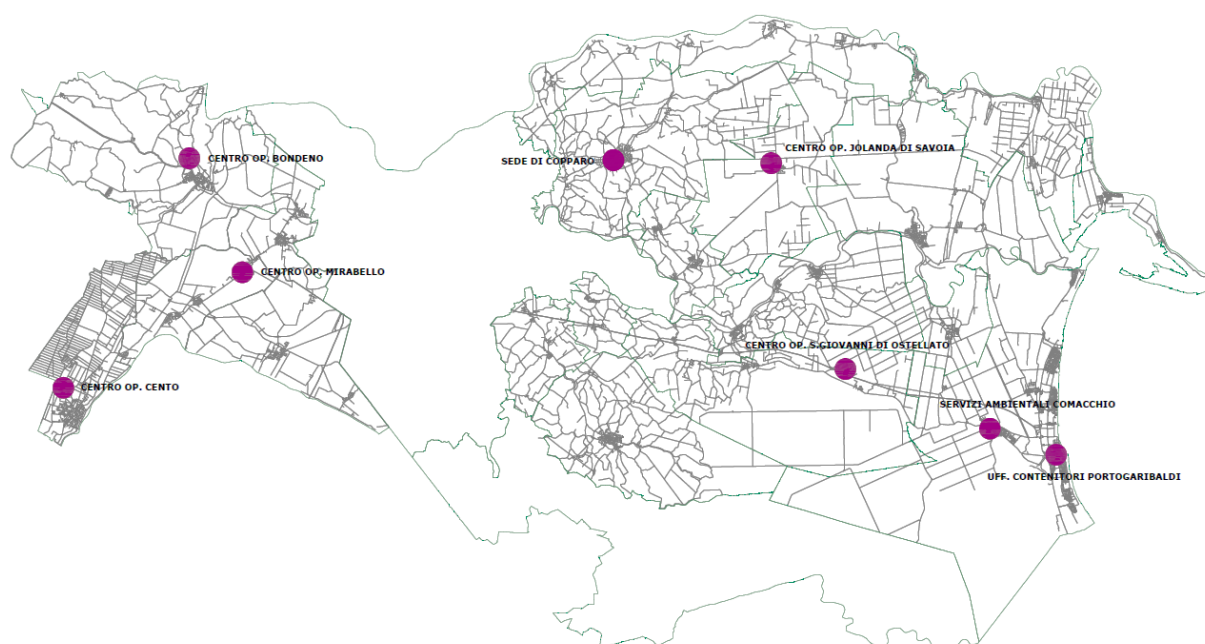 CENTRO OP. JOLANDA DI SAVOIA
CENTRO OP. BONDENO
SEDE DI COPPARO
CENTRO OP. MIRABELLO
CENTRO OP. S.GIOVANNI DI OSTELLATO
CENTRO OP. CENTO
SERVIZI AMBIENTALI COMACCHIO
UFF. CONTENITORI PORTOGARIBALDI